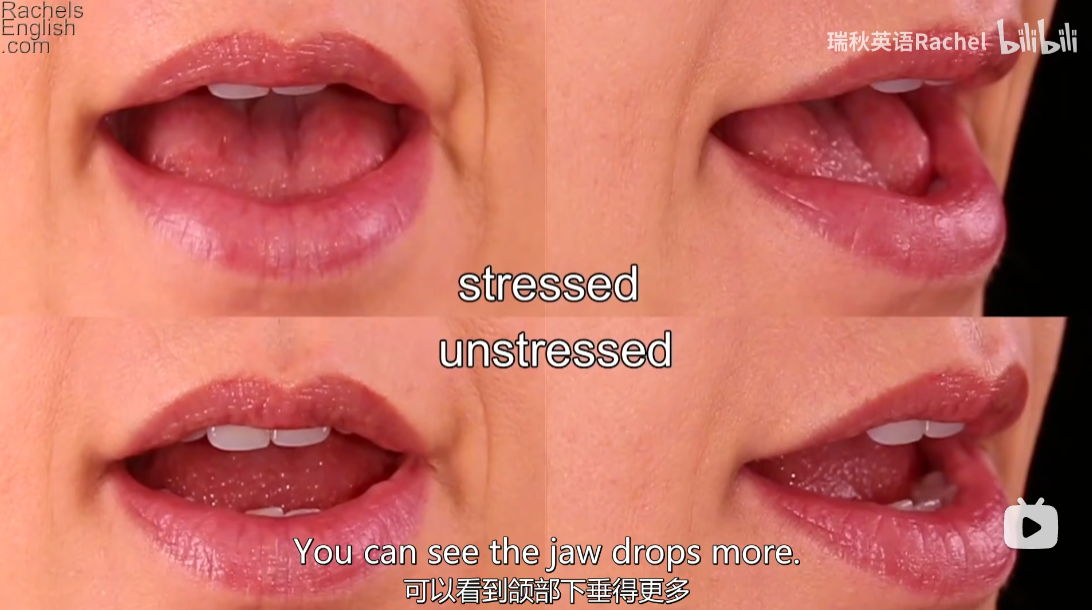 Rachels
English
.com
瑞秋英语Rachel bilibili
stressed
unstressed
You can see the jaw drops more.
可以看到颌部下垂得更多